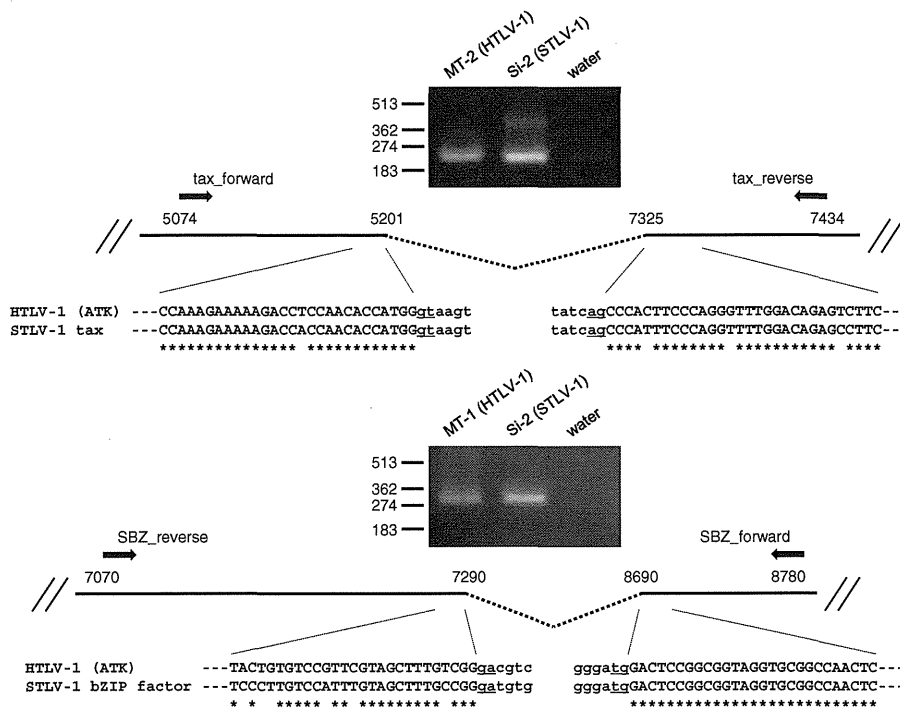 MT-2 (HTLV-1) Si-2 (STLV-1) water
513
362
274
183
tax_forward tax_reverse
5074 5201 7325 7434
HTLV-1 (ATK) ---CCAAAGAAAAAGACCTCCAACACCATGGgtaagt tatcagCCCACTTCCCAGGGTTTGGACAGAGTCTTC---
STLV-1 tax ---CCAAAGAAAAAGACCACCAACACCATGGgtaagt tatcagCCCATTTCCCAGGTTTTGGACAGAGCCTTC---
****************** ************ **** ******** *********** ****
MT-1 (HTLV-1) Si-2 (STLV-1) water
513
362
274
183
SBZ_reverse SBZ_forward
7070 7290 8690 8780
HTLV-1 (ATK) ---TACTGTGTCCGTTCGTAGCTTTGTCGGgacgtc gggatgGACTCCGGCGGTAGGTGCGGCCAACTC---
STLV-1 bZIP factor ---TCCCTTGTCCATTTGTAGCTTTGCCGGgatgtg gggatgGACTCCGGCGGTAGGTGCGGCCAACTC---
* * ***** ** ********* *** ***************************